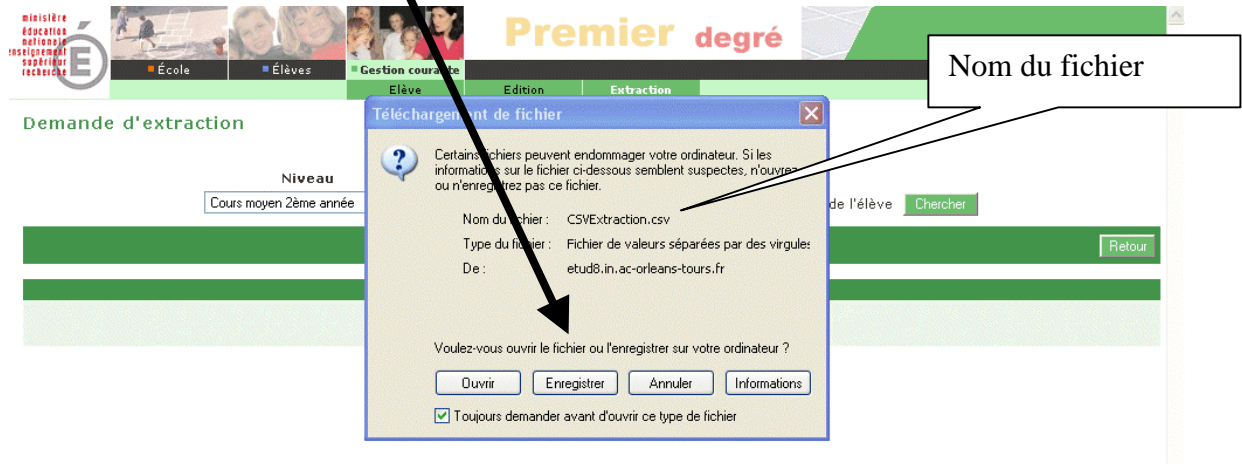 ministère
éducation
nationale
enseignement
supérieur
recherche
É
Premier degré
École
Élèves
Gestion courante
Elève
Edition
Extraction
Nom du fichier
Demande d'extraction
Niveau
Cours moyen 2ème année
de l'élève
Chercher
Retour
Téléchargement de fichier
Certains fichiers peuvent endommager votre ordinateur. Si les
informations sur le fichier ci-dessous semblent suspectes, n'ouvrez
ou n'enregistrez pas ce fichier.
Nom du fichier : CSVExtraction.csv
Type du fichier : Fichier de valeurs séparées par des virgules
De : etud8.in.ac-orleans-tours.fr
Voulez-vous ouvrir le fichier ou l'enregistrer sur votre ordinateur ?
Ouvrir
Enregistrer
Annuler
Informations
Toujours demander avant d'ouvrir ce type de fichier